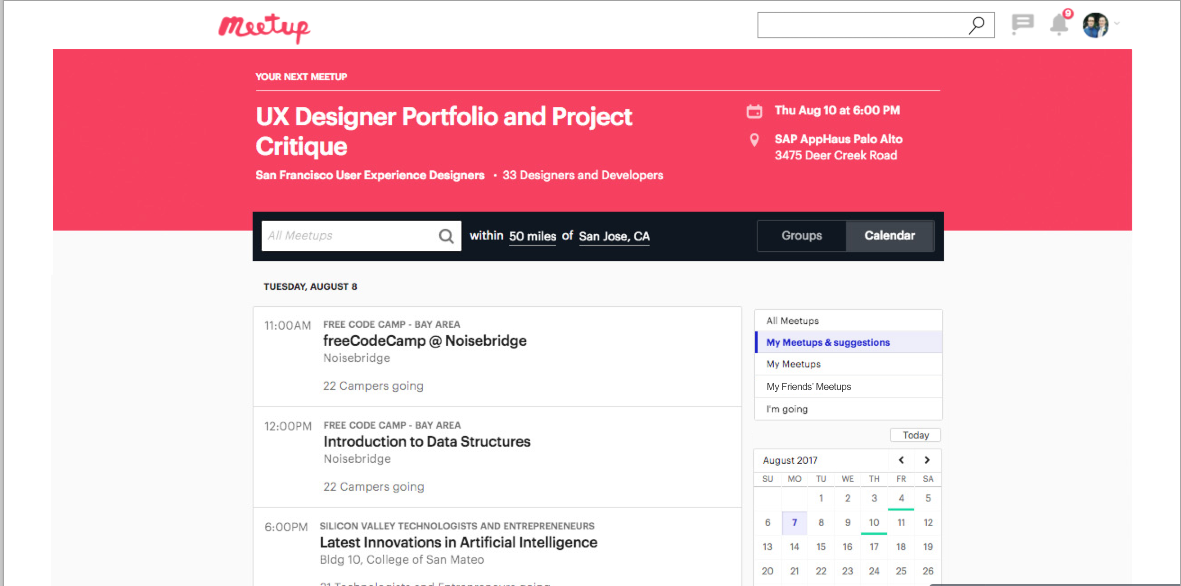 meetup
9
YOUR NEXT MEETUP
UX Designer Portfolio and Project
Critique
San Francisco User Experience Designers • 33 Designers and Developers
Thu Aug 10 at 6:00 PM
SAP AppHaus Palo Alto
3475 Deer Creek Road
All Meetups
within 50 miles of San Jose, CA
Groups
Calendar
TUESDAY, AUGUST 8
11:00AM
FREE CODE CAMP - BAY AREA
freeCodeCamp @ Noisebridge
Noisebridge
22 Campers going
12:00PM
FREE CODE CAMP - BAY AREA
Introduction to Data Structures
Noisebridge
22 Campers going
6:00PM
SILICON VALLEY TECHNOLOGISTS AND ENTREPRENEURS
Latest Innovations in Artificial Intelligence
Bldg 10, College of San Mateo
21 Technologists and Entrepreneurs going
All Meetups
My Meetups & suggestions
My Meetups
My Friends' Meetups
I'm going
Today
August 2017
SU MO TU WE TH FR SA
1 2 3 4 5
6 7 8 9 10 11 12
13 14 15 16 17 18 19
20 21 22 23 24 25 26